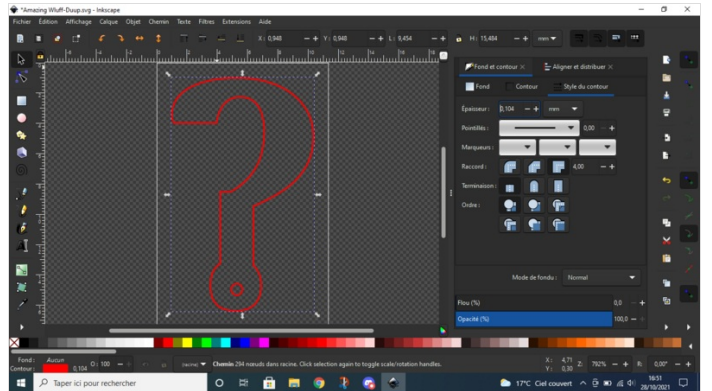 *Amazing Wluff-Duup.svg - Inkscape
Fichier Édition Affichage Calque Objet Chemin Texte Filtres Extensions Aide
X: 0,948 Y: 0,948 L: 9,454 H: 15,484 mm
Fond et contour Aligner et distribuer
Fond Contour Style du contour
Épaisseur : 0,104 mm
Pointillés : 0,00
Marqueurs :
Raccord : 4,00
Terminaison :
Ordre :
Mode de fondu : Normal
Flou (%) 0,0
Opacité (%) 100,0
Fond : Aucun O: 100
Contour : 0,104
(racine) Chemin 294 nœuds dans racine. Click selection again to toggle scale/rotation handles.
X: 4,71
Y: 0,30
Z: 792% R: 0,00°
Taper ici pour rechercher
17°C Ciel couvert
16:51
28/10/2021